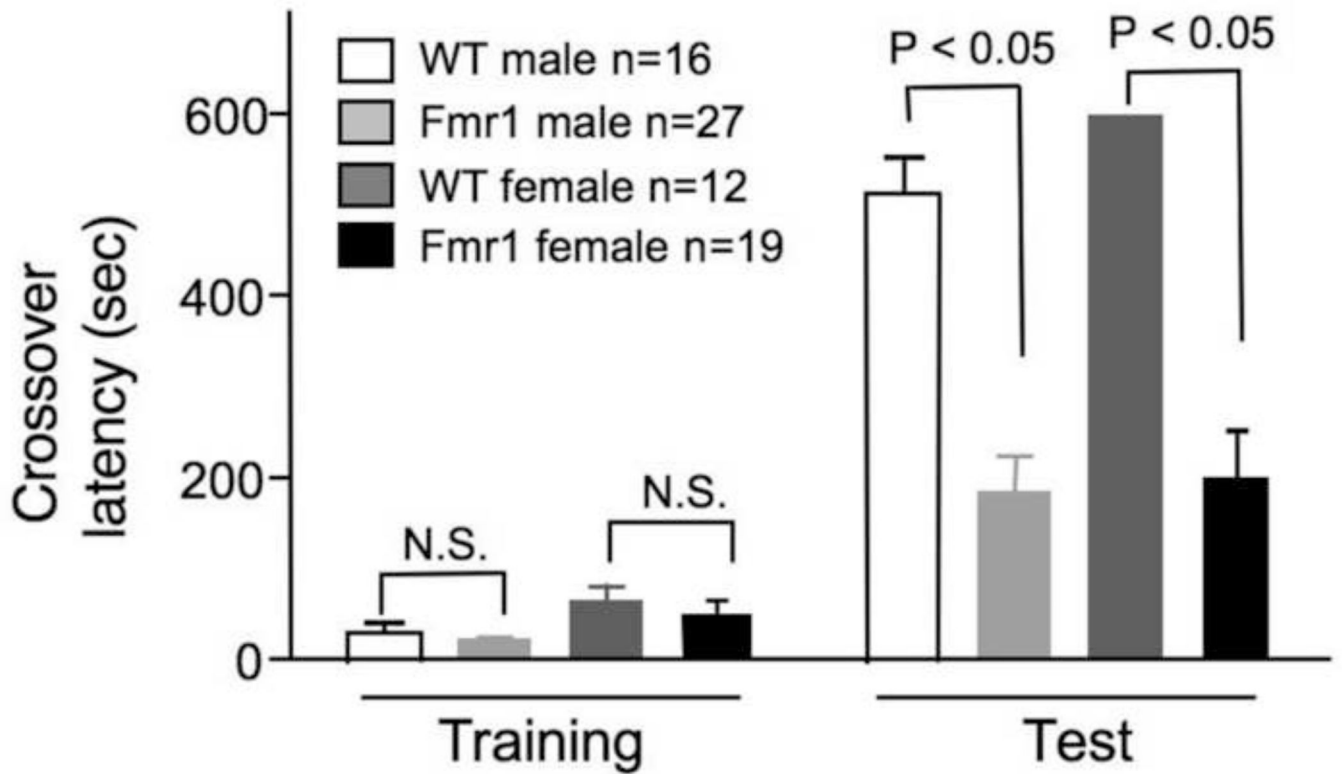 P < 0.05
P < 0.05
WT male n=16
Fmr1 male n=27
WT female n=12
Fmr1 female n=19
Crossover
latency (sec)
600
400
200
0
N.S.
N.S.
Training
Test